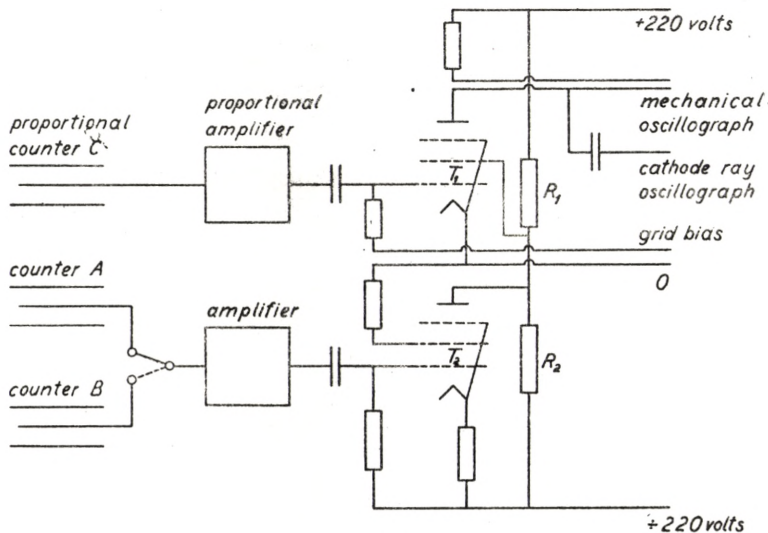 +220 volts
proportional
amplifier
proportional
counter C
mechanical
oscillograph
cathode ray
oscillograph
T1
R1
grid bias
O
counter A
amplifier
T2
R2
counter B
÷220 volts